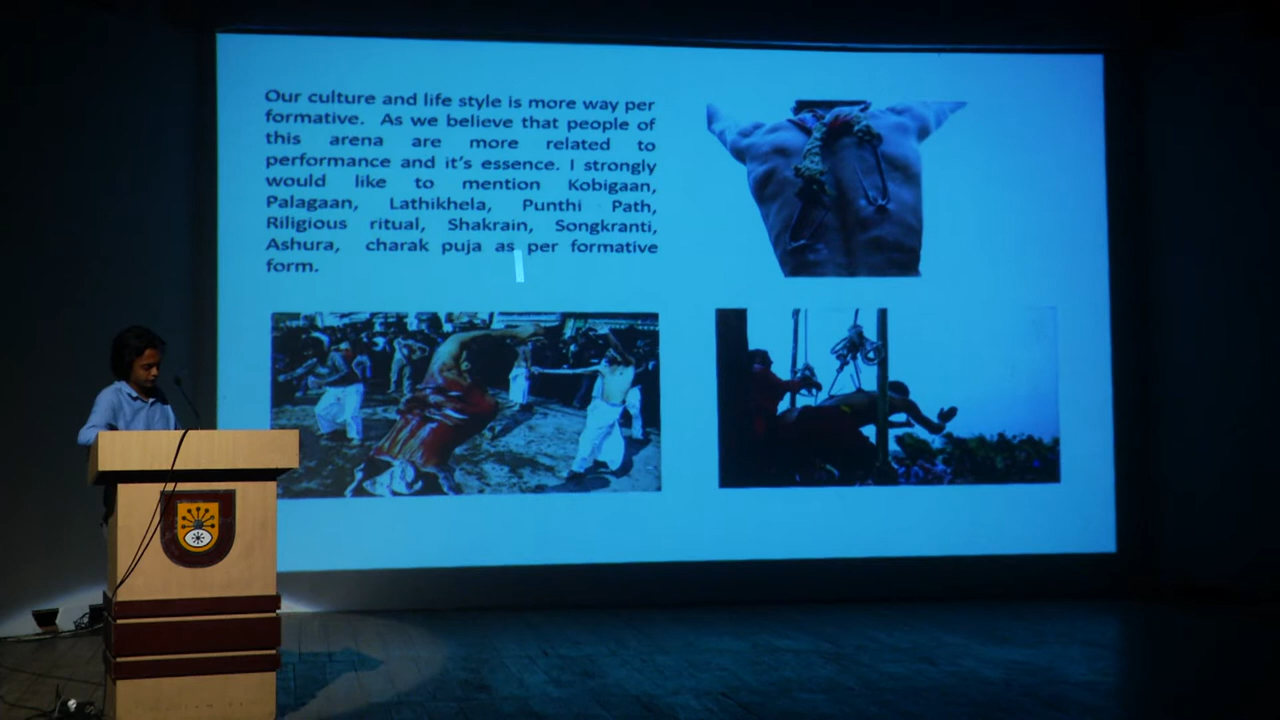 Our culture and life style is more way per
formative. As we believe that people of
this arena are more related to
performance and it's essence. I strongly
would like to mention Kobigaan,
Palagaan, Lathikhela, Punthi Path,
Riligious ritual, Shakrain, Songkranti,
Ashura, charak puja as per formative
form.